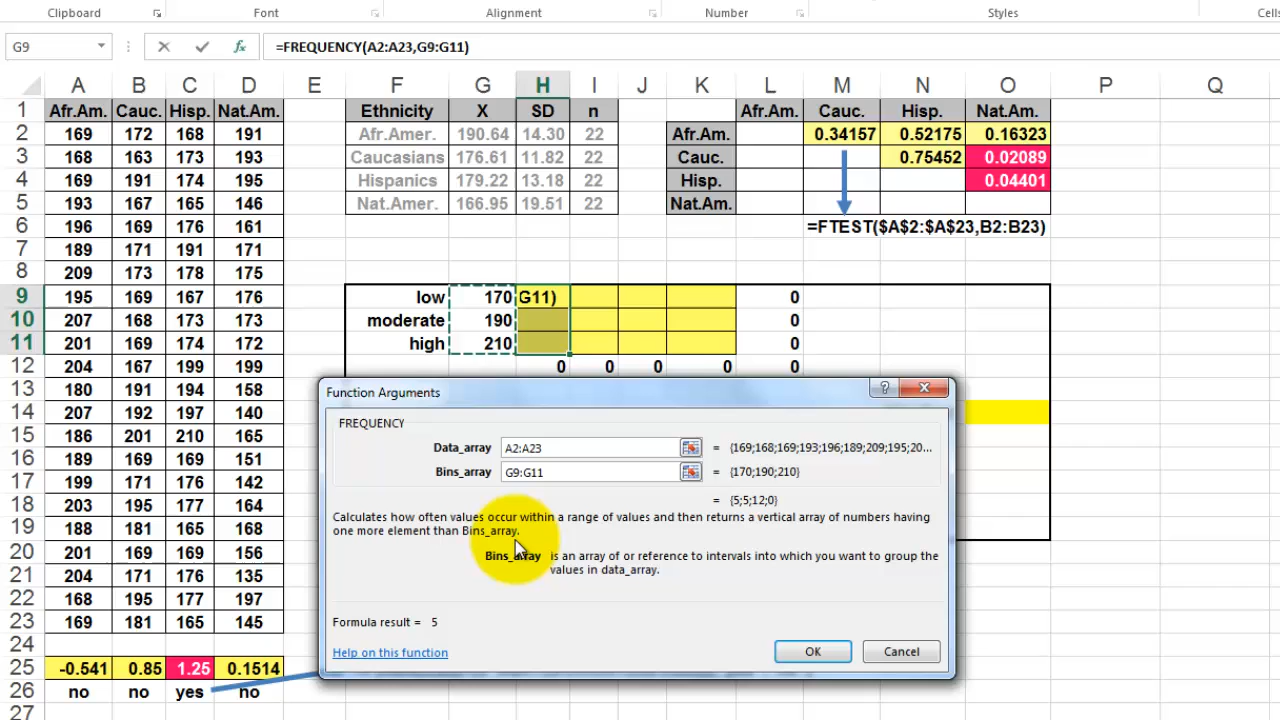 Clipboard Font Alignment Number Styles Cells
G9 =FREQUENCY(A2:A23,G9:G11)
A B C D E F G H I J K L M N O P Q
1 Afr.Am. Cauc. Hisp. Nat.Am. Ethnicity X SD n Afr.Am. Cauc. Hisp. Nat.Am.
2 169 172 168 191 Afr.Amer. 190.64 14.30 22 Afr.Am. 0.34157 0.52175 0.16323
3 168 163 173 193 Caucasians 176.61 11.82 22 Cauc. 0.75452 0.02089
4 169 191 174 195 Hispanics 179.22 13.18 22 Hisp. 0.04401
5 193 167 165 146 Nat.Amer. 166.95 19.51 22 Nat.Am.
6 196 169 176 161 =FTEST($A$2:$A$23,B2:B23)
7 189 171 191 171
8 209 173 178 175
9 195 169 167 176 low 170 G11) 0
10 207 168 173 173 moderate 190 0
11 201 169 174 172 high 210 0
12 204 167 199 199 0 0 0 0 0
13 180 191 194 158
14 207 192 197 140
15 186 201 210 165
16 189 169 169 151
17 199 171 176 142
18 203 195 177 164
19 188 181 165 168
20 201 169 169 156
21 204 171 176 135
22 168 195 177 197
23 169 181 165 145
24
25 -0.541 0.85 1.25 0.1514
26 no no yes no
27
Function Arguments
FREQUENCY
Data_array A2:A23 = {169;168;169;193;196;189;209;195;20...
Bins_array G9:G11 = {170;190;210}
= {5;5;12;0}
Calculates how often values occur within a range of values and then returns a vertical array of numbers having
one more element than Bins_array.
Bins_array is an array of or reference to intervals into which you want to group the
values in data_array.
Formula result = 5
Help on this function OK Cancel